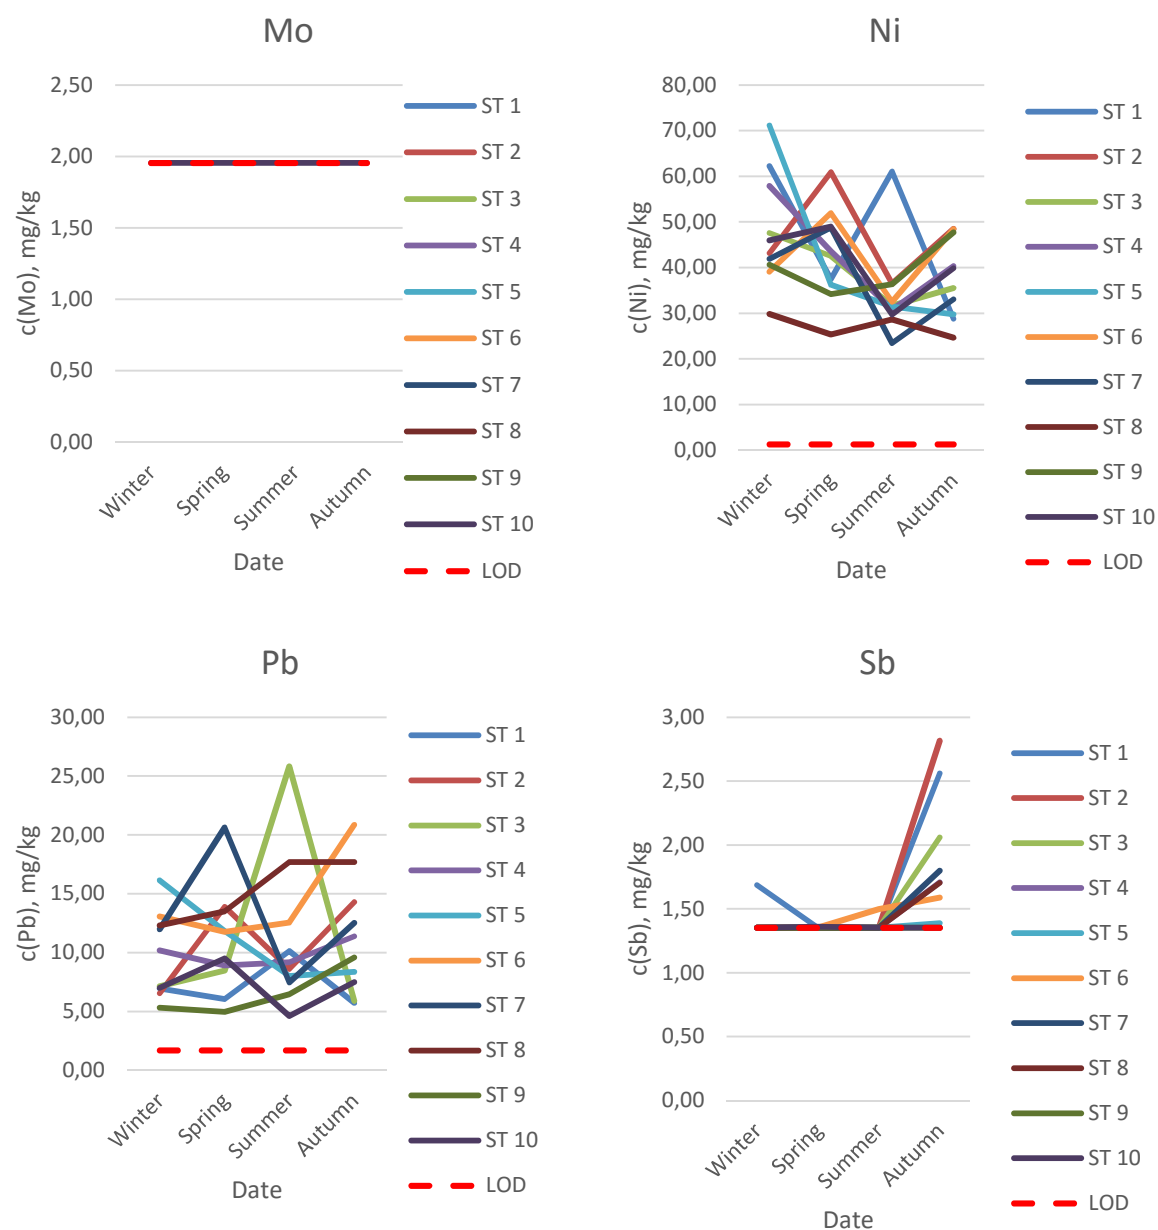 Mo
2,50
2,00
1,50
1,00
0,50
0,00
c(Mo), mg/kg
Winter
Spring
Summer
Autumn
Date
ST 1
ST 2
ST 3
ST 4
ST 5
ST 6
ST 7
ST 8
ST 9
ST 10
LOD
Ni
80,00
70,00
60,00
50,00
40,00
30,00
20,00
10,00
0,00
c(Ni), mg/kg
Winter
Spring
Summer
Autumn
Date
ST 1
ST 2
ST 3
ST 4
ST 5
ST 6
ST 7
ST 8
ST 9
ST 10
LOD
Pb
30,00
25,00
20,00
15,00
10,00
5,00
0,00
c(Pb), mg/kg
Winter
Spring
Summer
Autumn
Date
ST 1
ST 2
ST 3
ST 4
ST 5
ST 6
ST 7
ST 8
ST 9
ST 10
LOD
Sb
3,00
2,50
2,00
1,50
1,00
0,50
0,00
c(Sb), mg/kg
Winter
Spring
Summer
Autumn
Date
ST 1
ST 2
ST 3
ST 4
ST 5
ST 6
ST 7
ST 8
ST 9
ST 10
LOD